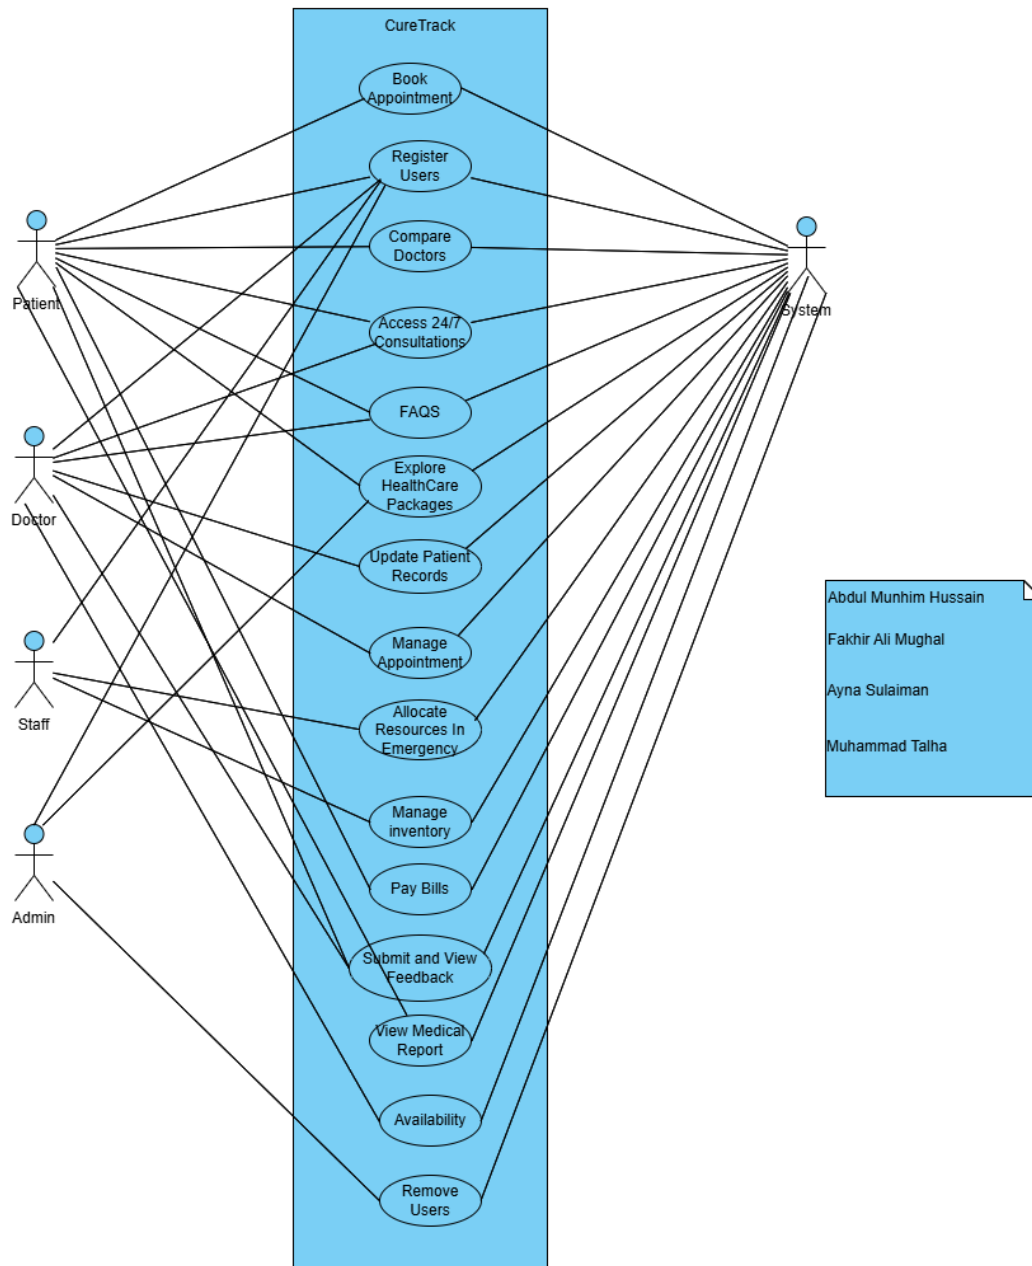 CureTrack
Book
Appointment
Register
Users
Compare
Doctors
Access 24/7
Consultations
FAQS
Explore
HealthCare
Packages
Update Patient
Records
Manage
Appointment
Allocate
Resources In
Emergency
Manage
inventory
Pay Bills
Submit and View
Feedback
View Medical
Report
Availability
Remove
Users
Patient
Doctor
Staff
Admin
System
Abdul Munhim Hussain
Fakhir Ali Mughal
Ayna Sulaiman
Muhammad Talha